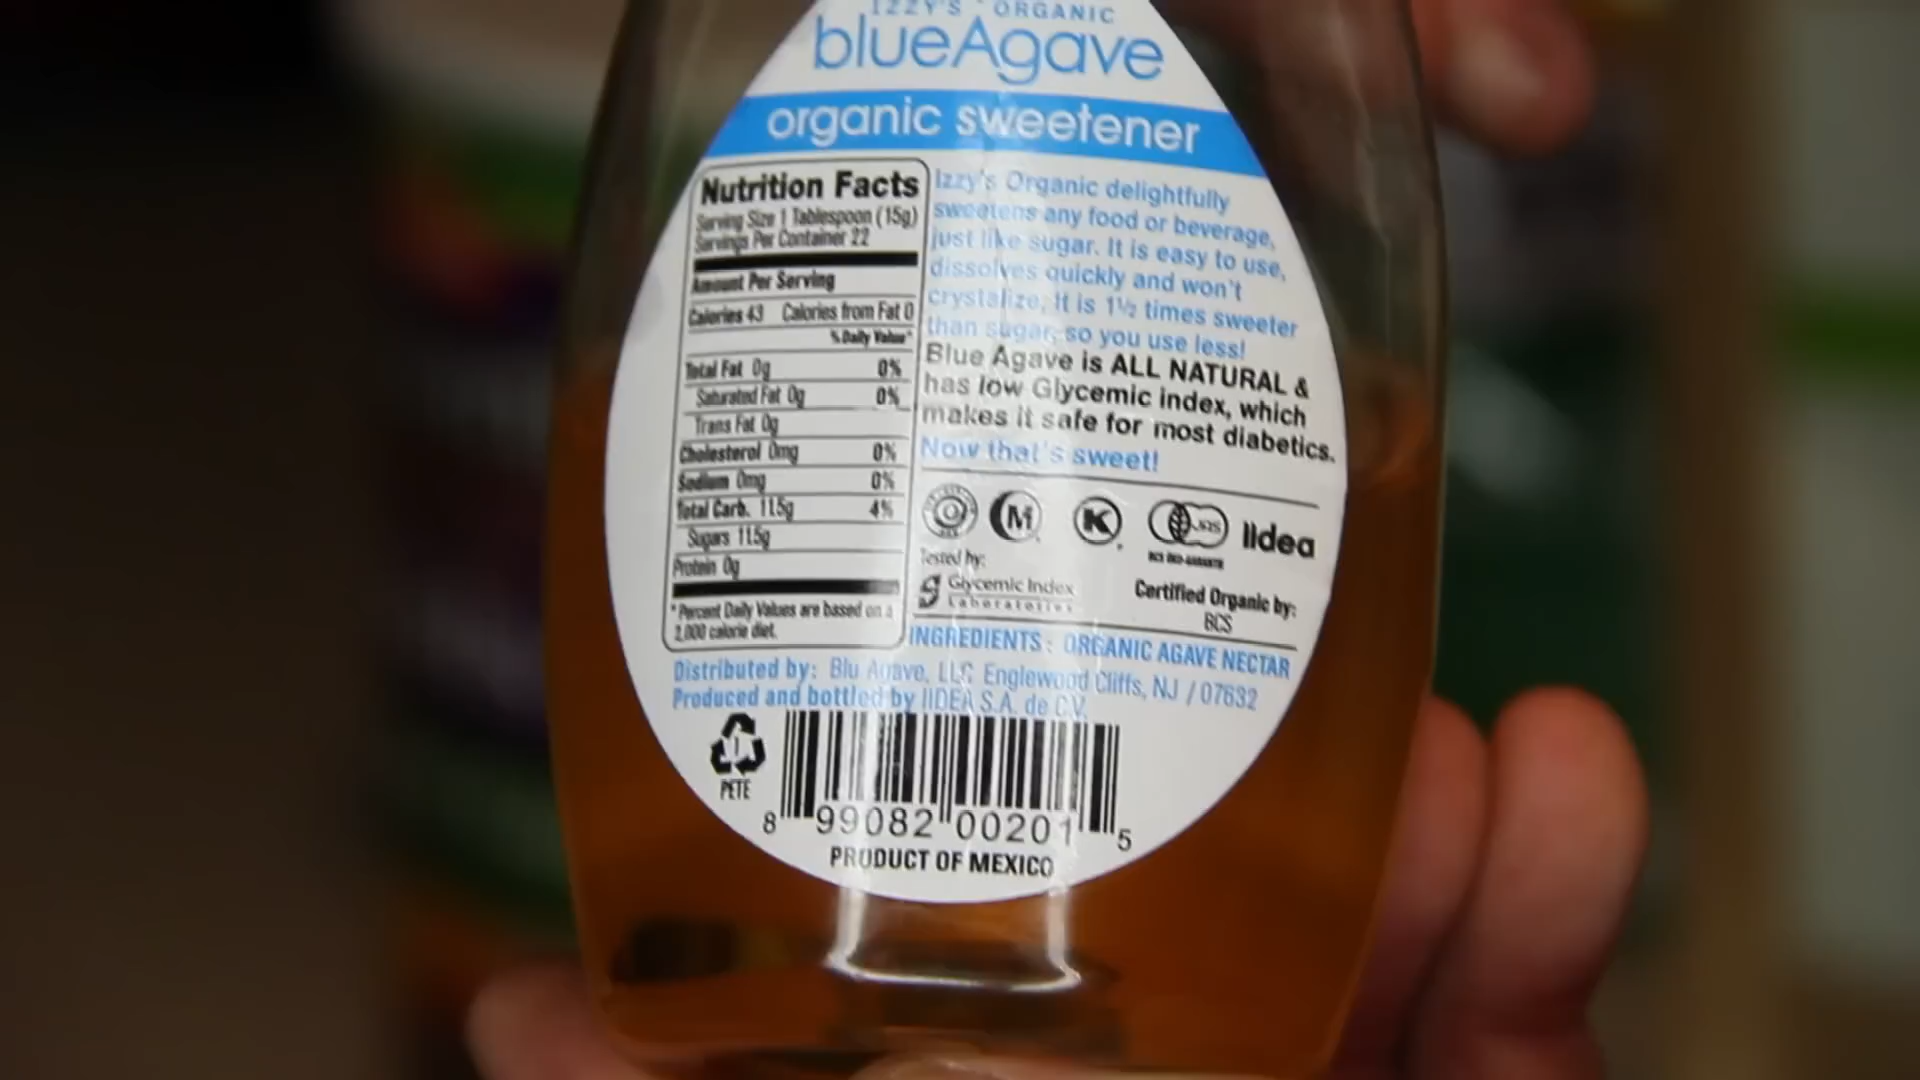 IZZY'S ORGANIC
blueAgave
organic sweetener
Nutrition Facts
Serving Size 1 Tablespoon (15g)
Servings Per Container 22
Amount Per Serving
Calories 43 Calories from Fat 0
% Daily Value*
Total Fat 0g 0%
Saturated Fat 0g 0%
Trans Fat 0g
Cholesterol 0mg 0%
Sodium 0mg 0%
Total Carb. 11.5g 4%
Sugars 11.5g
Protein 0g
*Percent Daily Values are based on a
2,000 calorie diet.
Izzy's Organic delightfully
sweetens any food or beverage,
just like sugar. It is easy to use,
dissolves quickly and won't
crystalize. It is 1½ times sweeter
than sugar, so you use less!
Blue Agave is ALL NATURAL &
has low Glycemic index, which
makes it safe for most diabetics.
Now that's sweet!
M K IIdea
Tested by:
g Glycemic Index
Laboratories
Certified Organic by:
BCS
INGREDIENTS: ORGANIC AGAVE NECTAR
Distributed by: Blu Agave, LLC Englewood Cliffs, NJ / 07632
Produced and bottled by IIDEA S.A. de C.V.
PETE
8 99082 00201 5
PRODUCT OF MEXICO